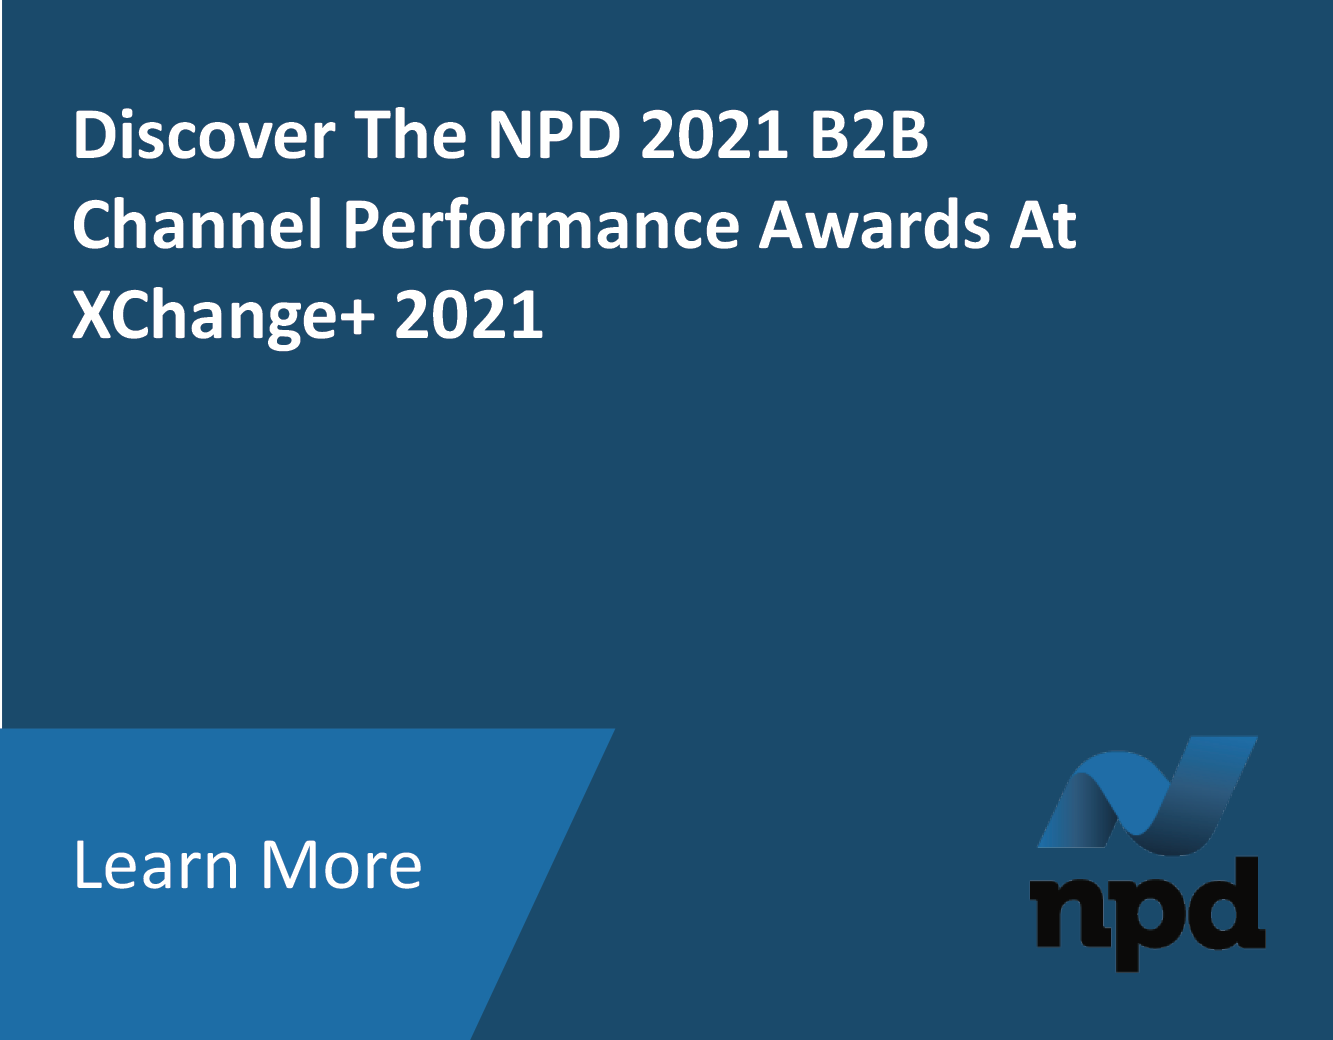 Discover The NPD 2021 B2B
Channel Performance Awards At
XChange+ 2021
Learn More
npd